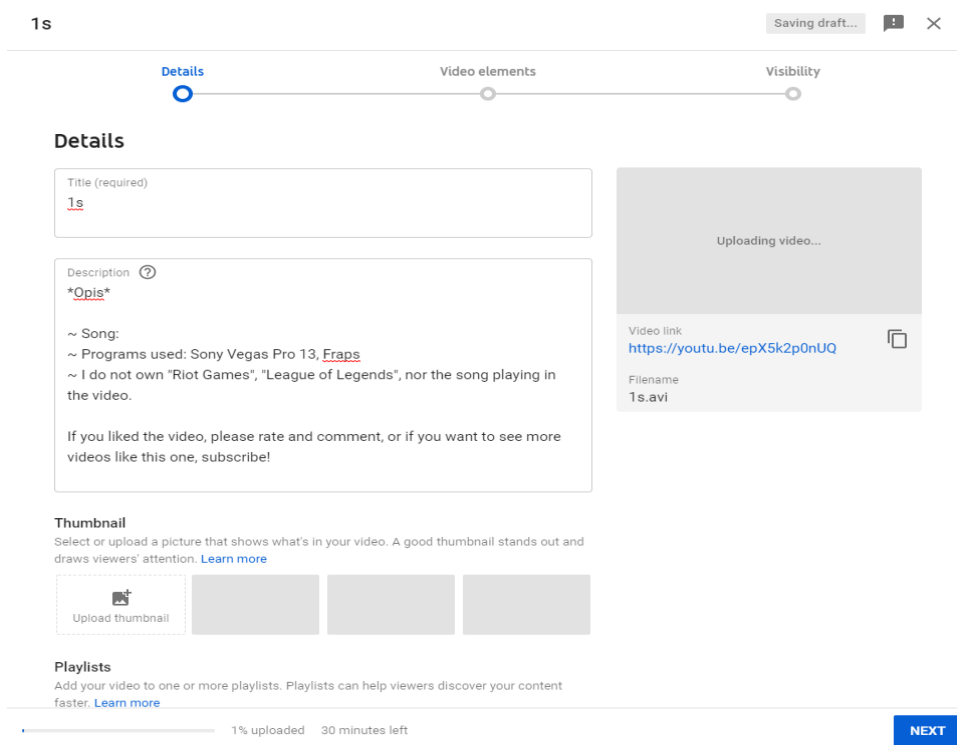 1s
Saving draft...
Details
Video elements
Visibility
Details
Title (required)
1s
Description
*Opis*
~ Song:
~ Programs used: Sony Vegas Pro 13, Fraps
~ I do not own "Riot Games", "League of Legends", nor the song playing in
the video.
If you liked the video, please rate and comment, or if you want to see more
videos like this one, subscribe!
Uploading video...
Video link
https://youtu.be/epX5k2p0nUQ
Filename
1s.avi
Thumbnail
Select or upload a picture that shows what's in your video. A good thumbnail stands out and
draws viewers' attention. Learn more
Upload thumbnail
Playlists
Add your video to one or more playlists. Playlists can help viewers discover your content
faster. Learn more
1% uploaded 30 minutes left
NEXT